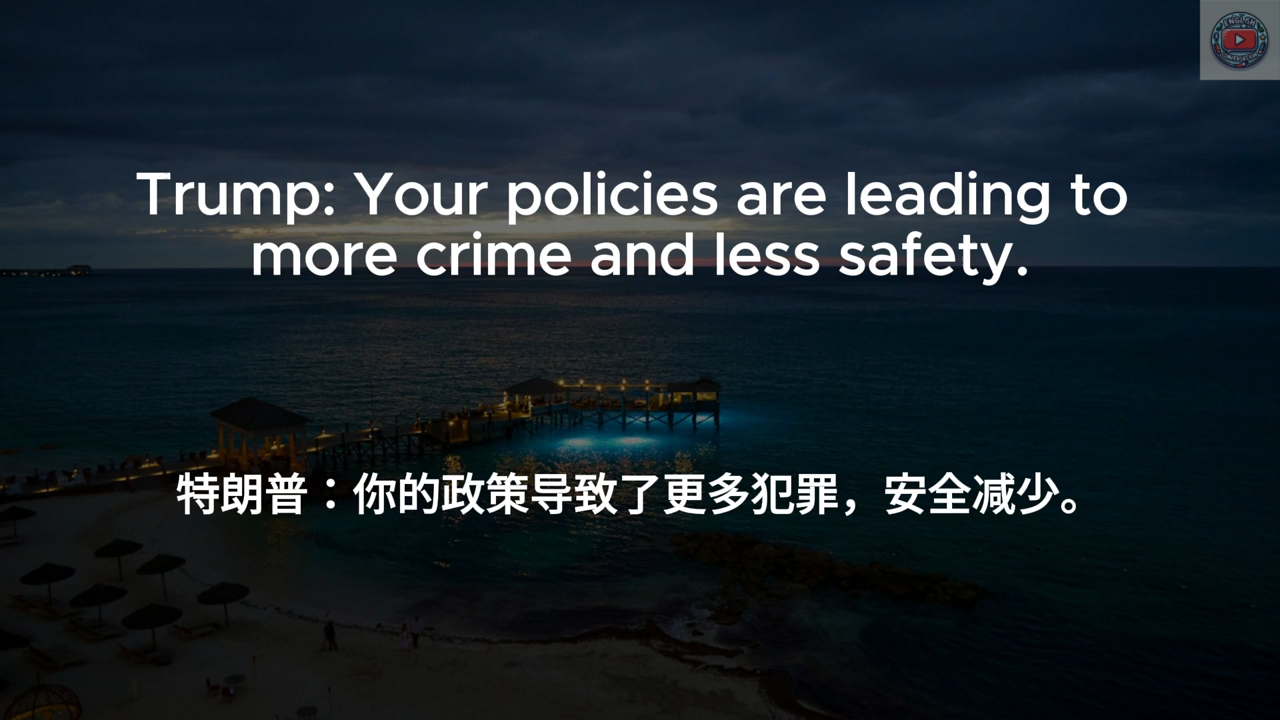 Trump: Your policies are leading to
more crime and less safety.
特朗普：你的政策导致了更多犯罪，安全减少。